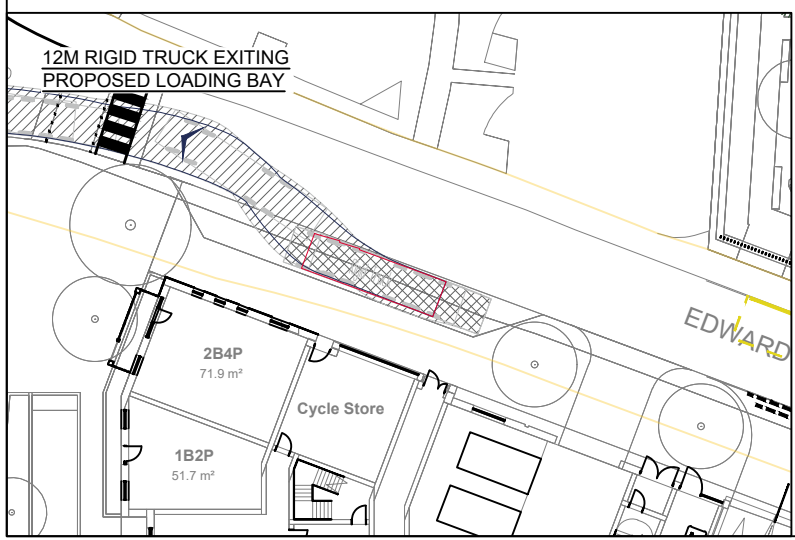 12M RIGID TRUCK EXITING
PROPOSED LOADING BAY
EDWARD
2B4P
71.9 m²
Cycle Store
1B2P
51.7 m²